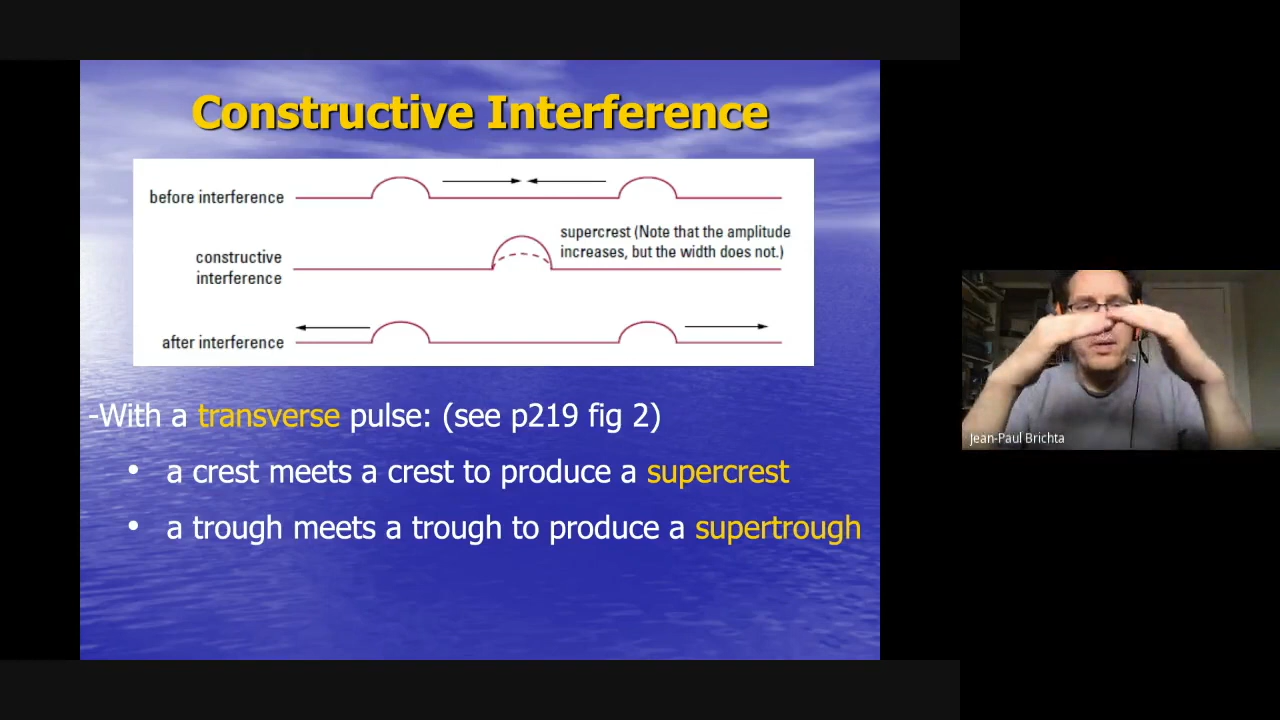 Constructive Interference
before interference
supercrest (Note that the amplitude
increases, but the width does not.)
constructive
interference
after interference
-With a transverse pulse: (see p219 fig 2)
• a crest meets a crest to produce a supercrest
• a trough meets a trough to produce a supertrough
Jean-Paul Brichta